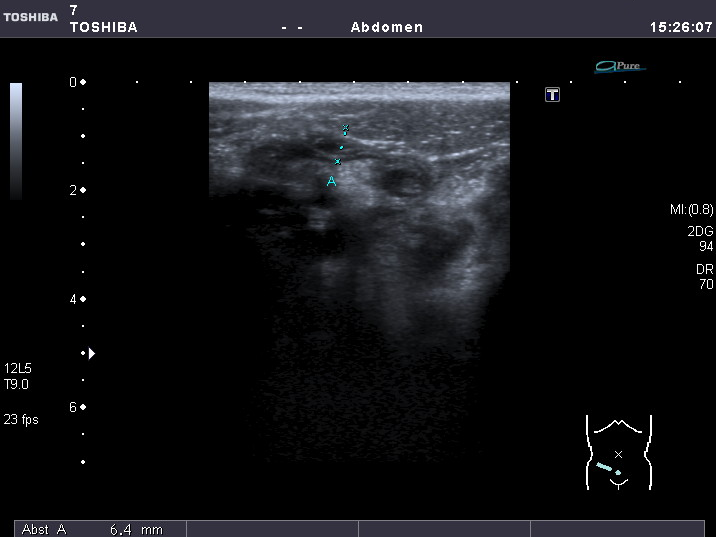 TOSHIBA
7
TOSHIBA
- -
Abdomen
15:26:07
aPure
T
0
2
4
6
A
MI:(0.8)
2DG
94
DR
70
12L5
T9.0
23 fps
Abst A 6.4 mm